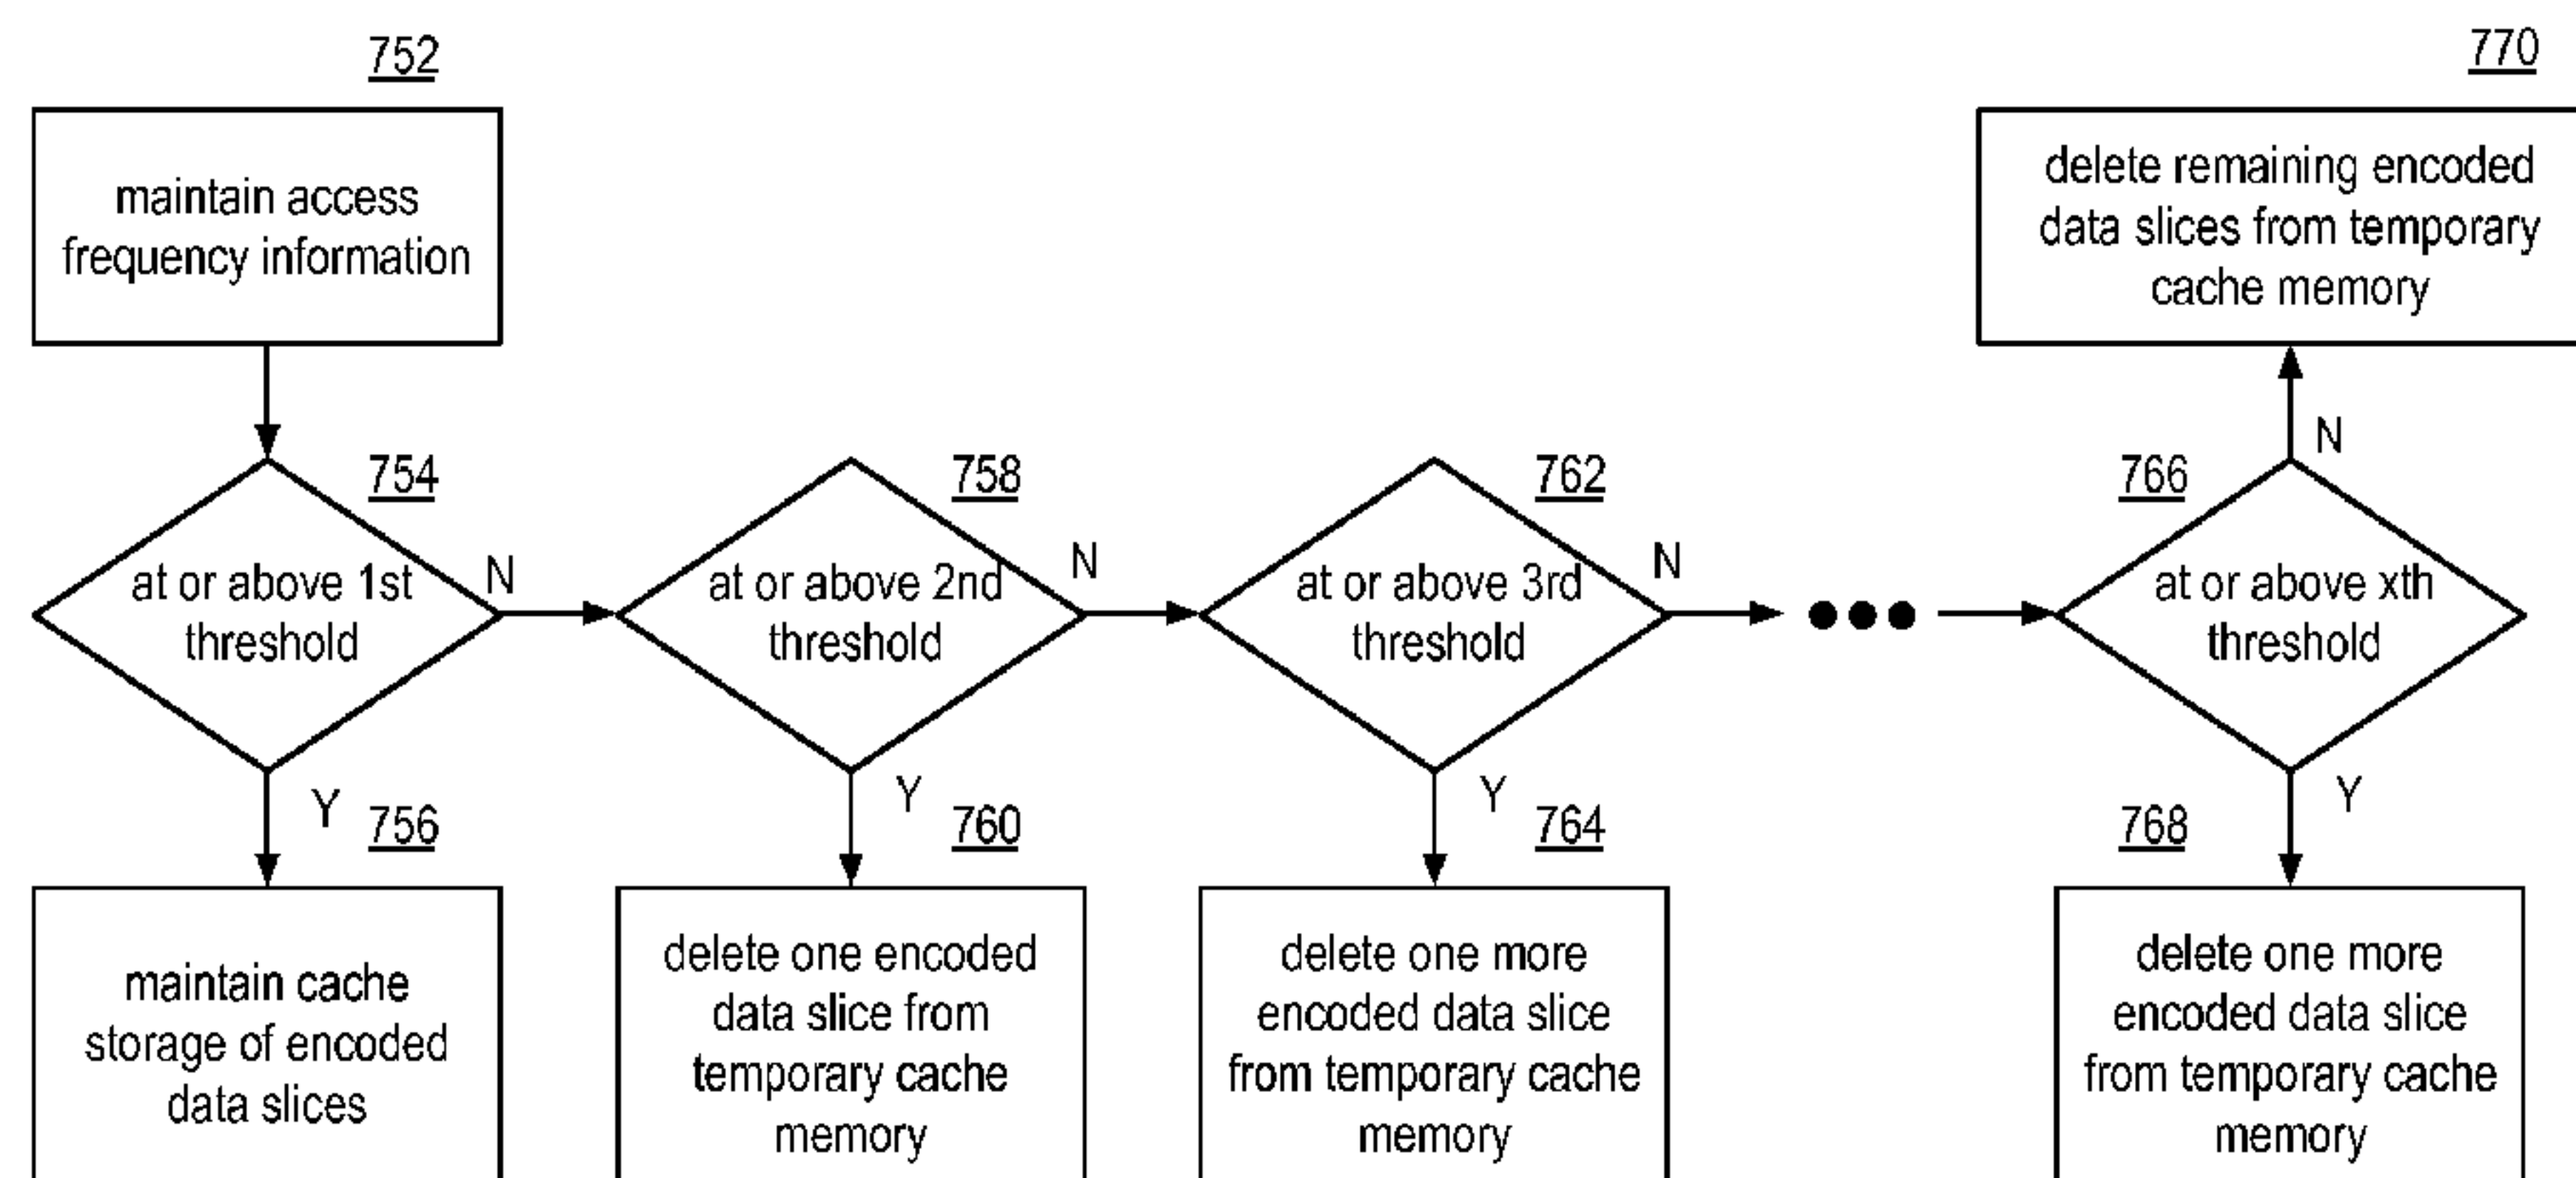 752
770
maintain access
frequency information
delete remaining encoded
data slices from temporary
cache memory
N
754
758
762
766
at or above 1st
threshold
N
at or above 2nd
threshold
N
at or above 3rd
threshold
N
at or above xth
threshold
Y
756
Y
760
Y
764
768
Y
maintain cache
storage of encoded
data slices
delete one encoded
data slice from
temporary cache
memory
delete one more
encoded data slice
from temporary cache
memory
delete one more
encoded data slice
from temporary cache
memory